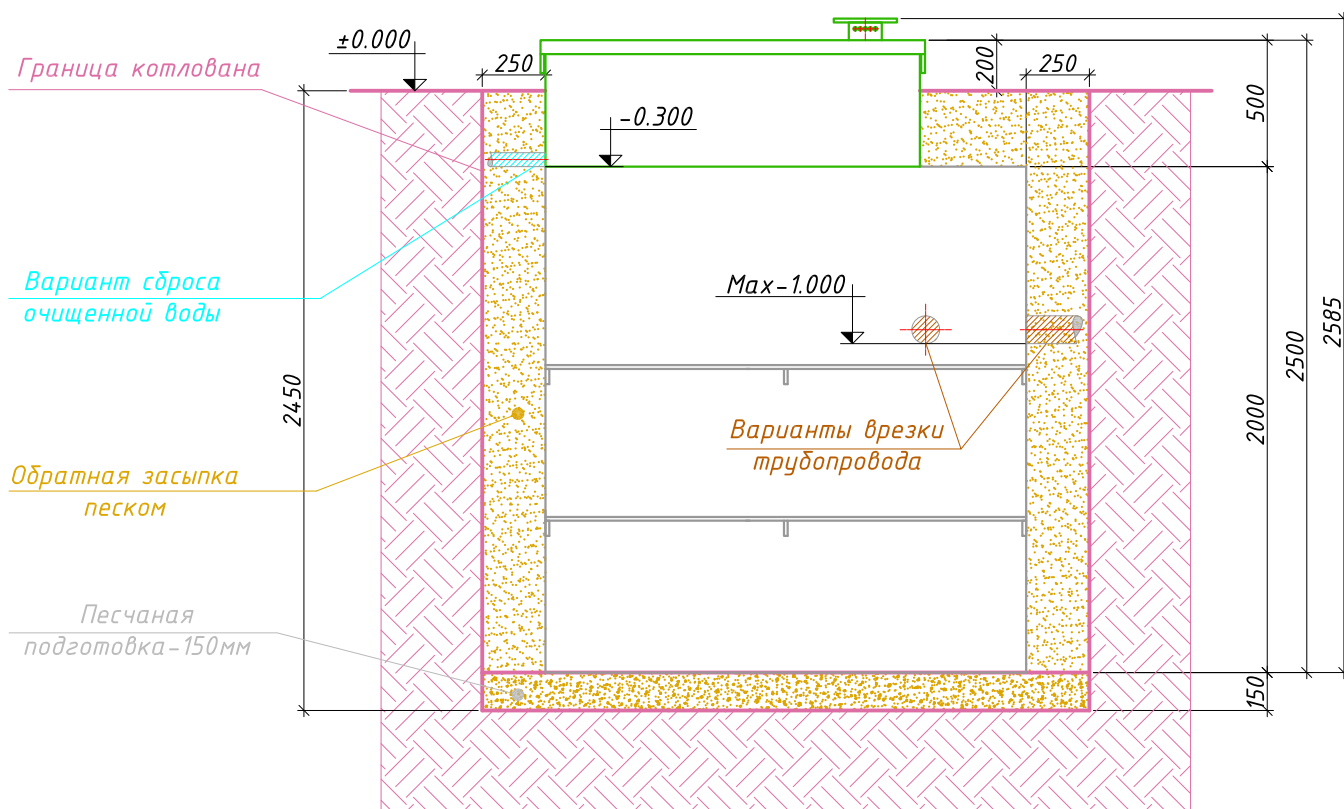 ±0.000
Граница котлована
250
200
250
500
-0.300
Вариант сброса
очищенной воды
Max-1.000
2585
2500
2450
2000
Варианты врезки
трубопровода
Обратная засыпка
песком
Песчаная
подготовка-150мм
150